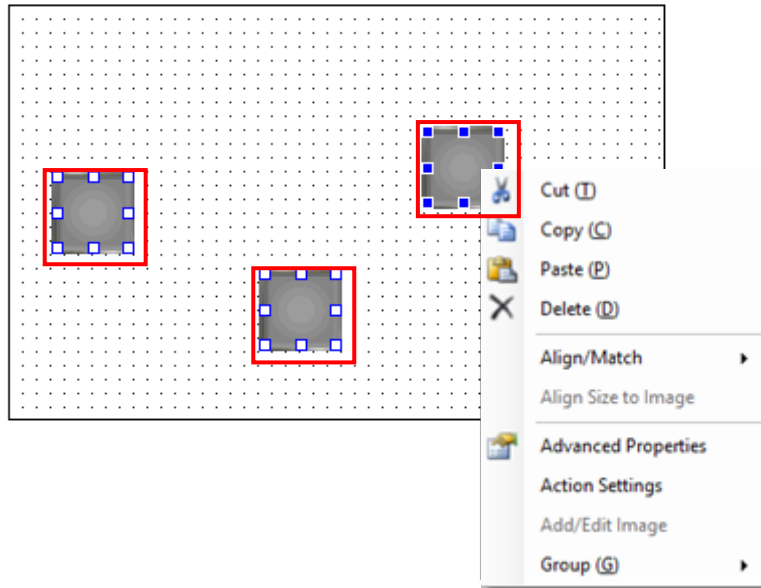 Cut (T)
Copy (C)
Paste (P)
Delete (D)
Align/Match
Align Size to Image
Advanced Properties
Action Settings
Add/Edit Image
Group (G)